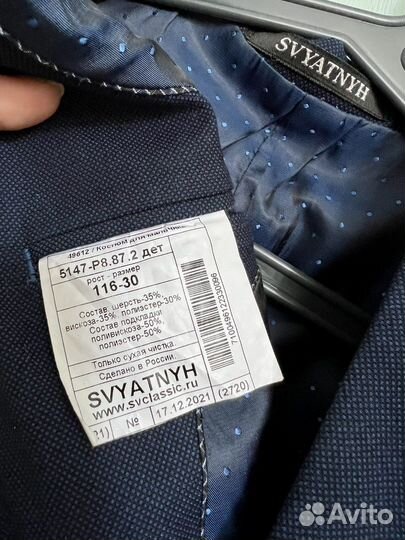 SVYATNYH
48612 / Костюм для мальчика
5147-Р8.87.2 дет
рост - размер
116-30
Состав: шерсть-35%,
вискоза-35%, полиэстер-30%
Состав подкладки
поливискоза-50%,
полиэстер-50%,
Только сухая чистка
Сделано в России
SVYATNYH
www.svclassic.ru
21) № 17.12.2021 (2720)
Avito